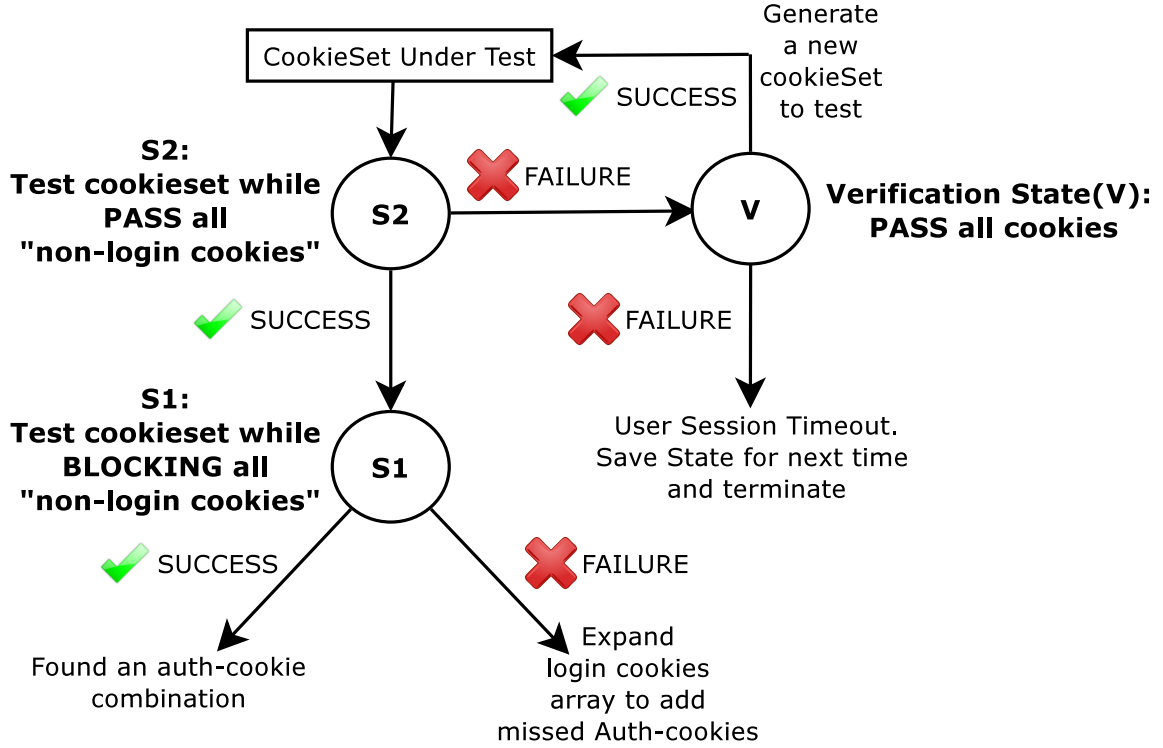 Generate
a new
cookieSet
to test
CookieSet Under Test
SUCCESS
S2:
Test cookieset while
PASS all
"non-login cookies"
S2
FAILURE
V
Verification State(V):
PASS all cookies
SUCCESS
FAILURE
S1:
Test cookieset while
BLOCKING all
"non-login cookies"
S1
User Session Timeout.
Save State for next time
and terminate
SUCCESS
FAILURE
Found an auth-cookie
combination
Expand
login cookies
array to add
missed Auth-cookies